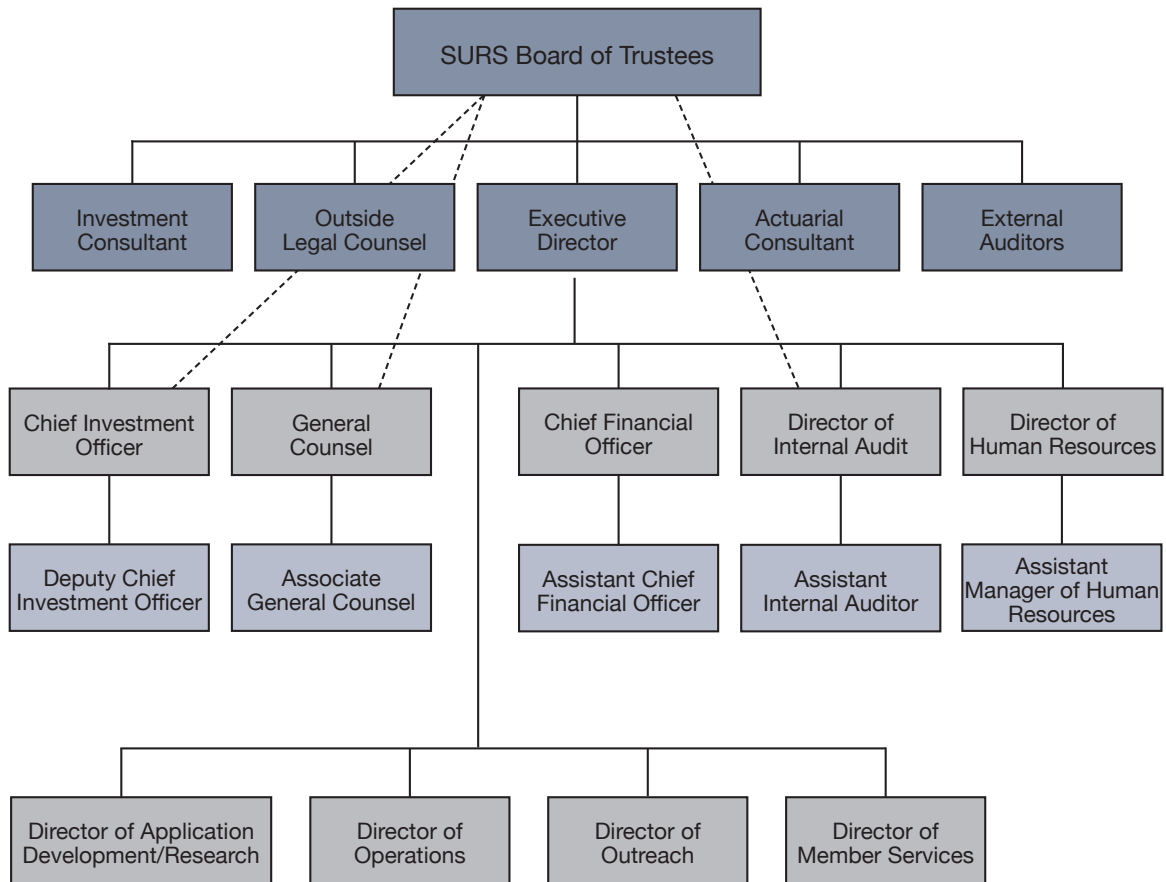 SURS Board of Trustees
Investment
Consultant
Outside
Legal Counsel
Executive
Director
Actuarial
Consultant
External
Auditors
Chief Investment
Officer
General
Counsel
Chief Financial
Officer
Director of
Internal Audit
Director of
Human Resources
Deputy Chief
Investment Officer
Associate
General Counsel
Assistant Chief
Financial Officer
Assistant
Internal Auditor
Assistant
Manager of Human
Resources
Director of Application
Development/Research
Director of
Operations
Director of
Outreach
Director of
Member Services